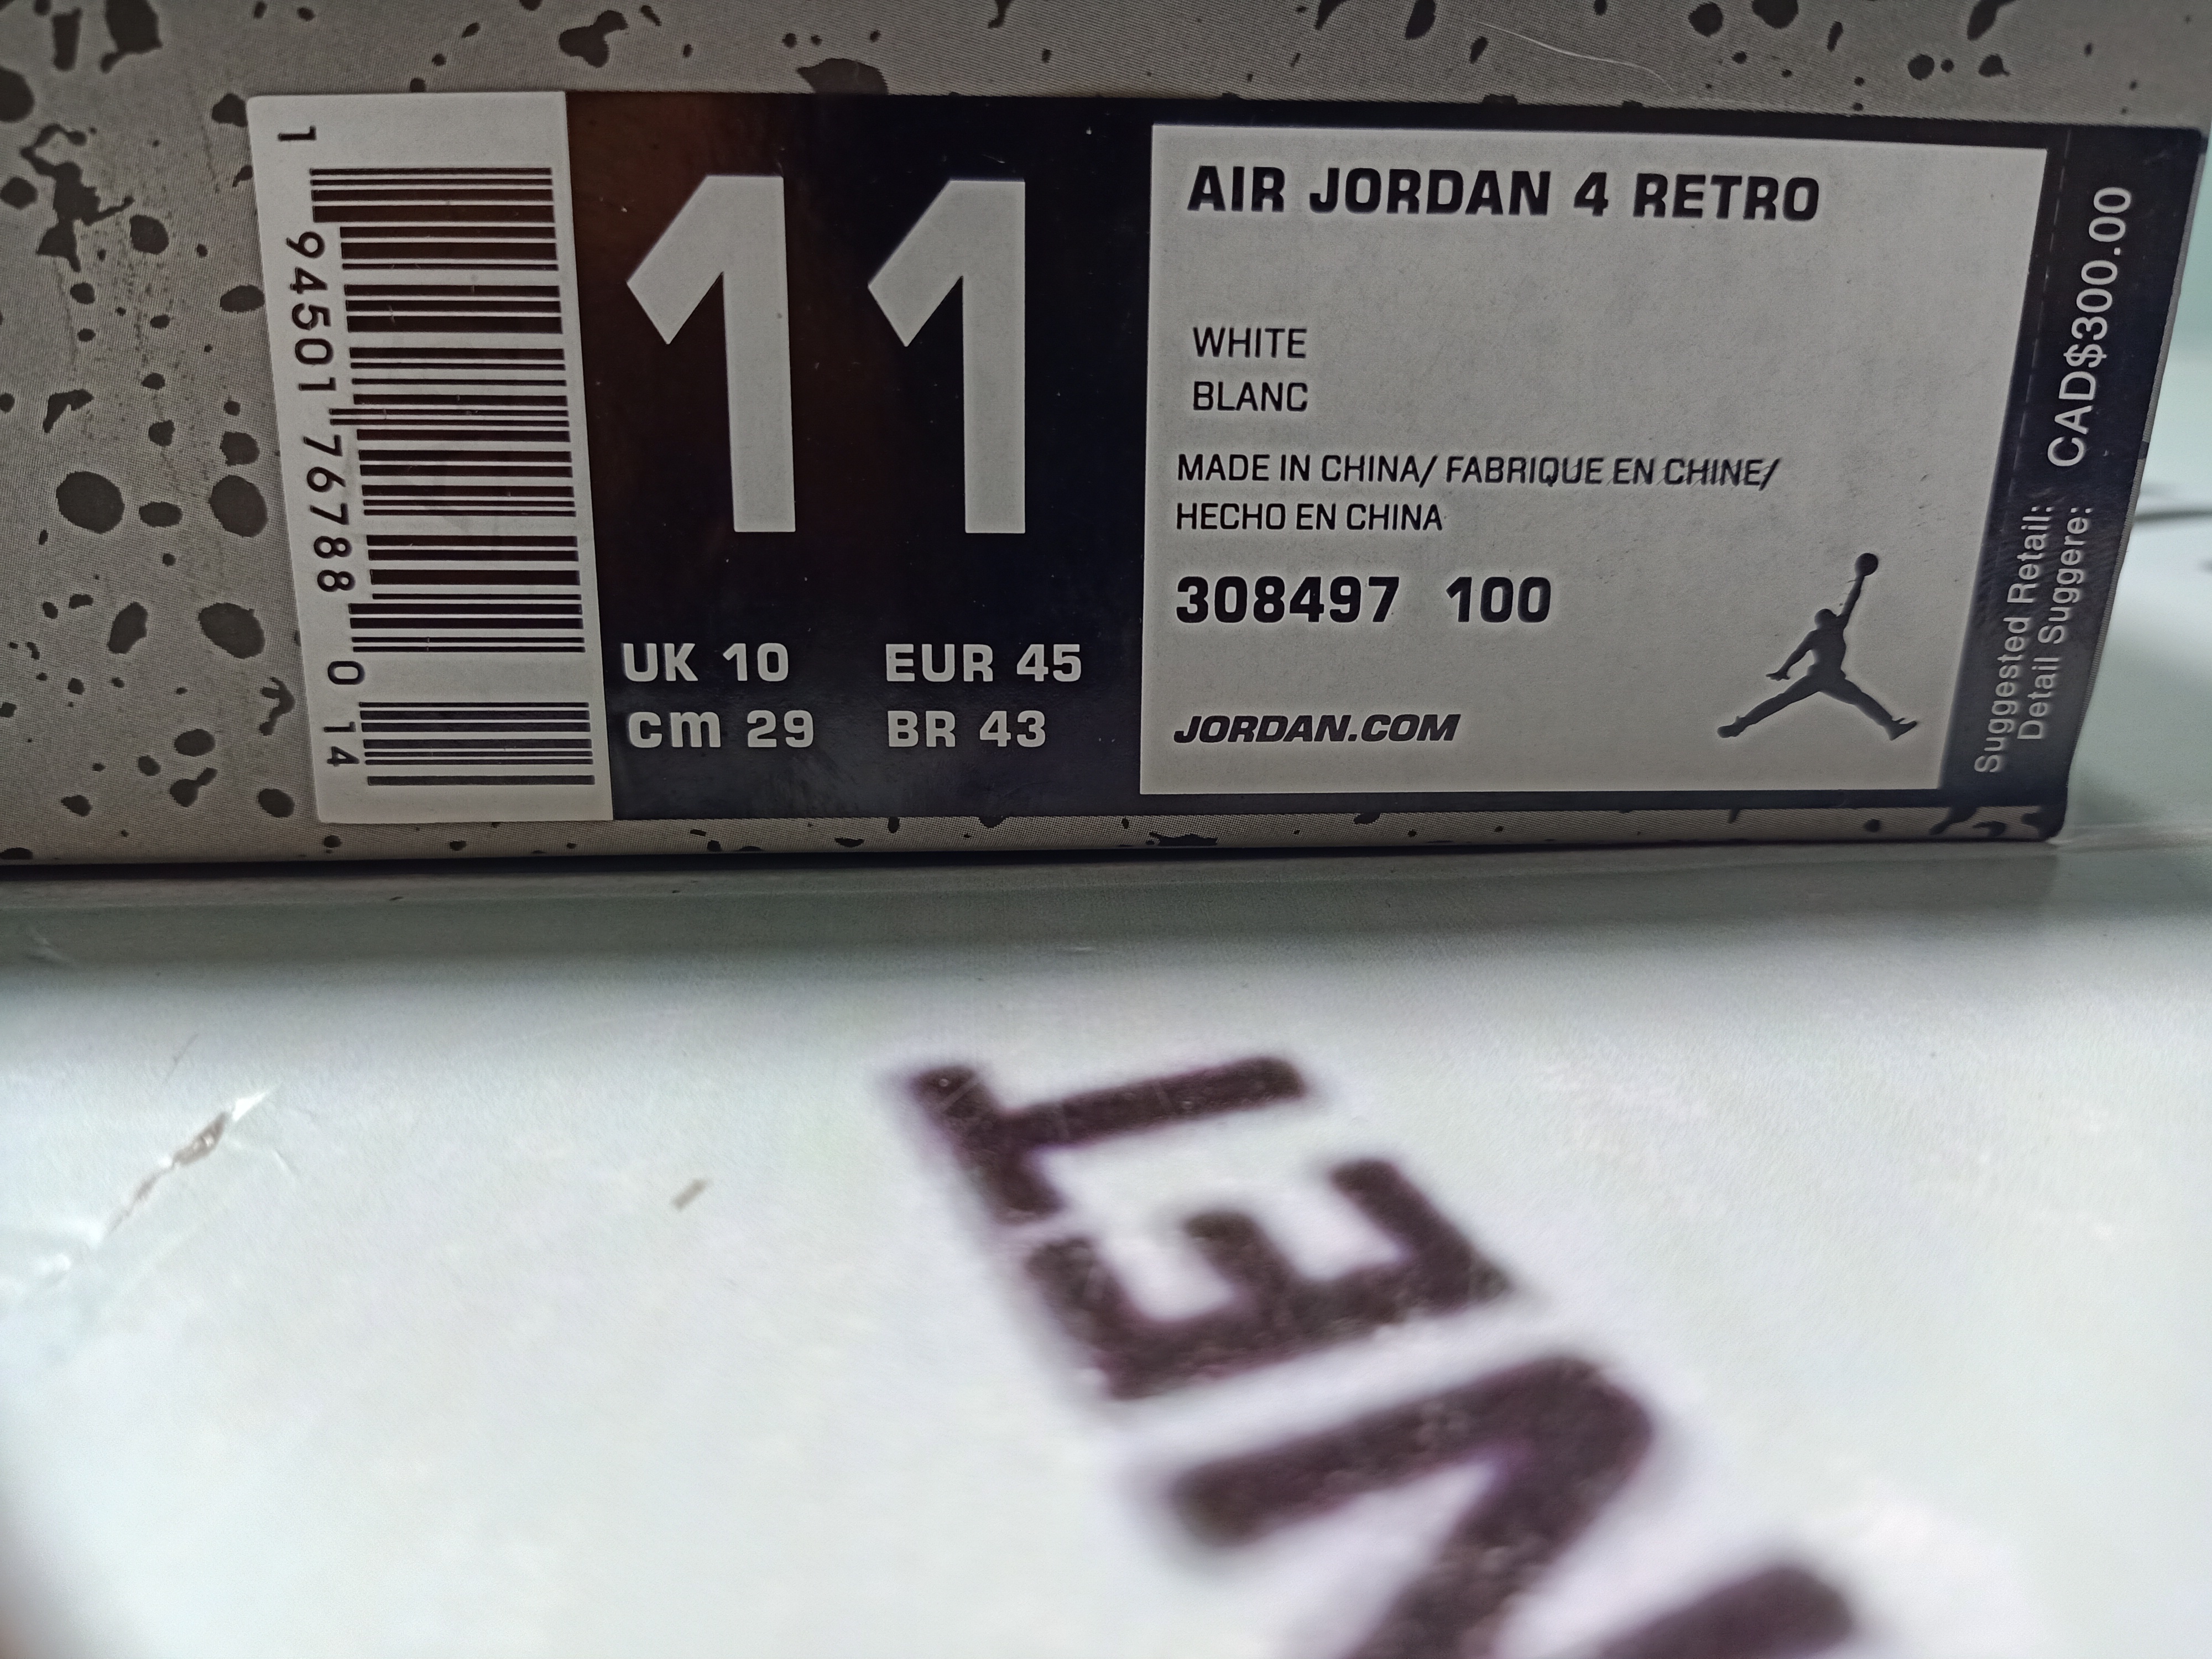 1 94501 76788 0 14
11
UK 10 EUR 45
cm 29 BR 43
AIR JORDAN 4 RETRO
WHITE
BLANC
MADE IN CHINA/ FABRIQUE EN CHINE/
HECHO EN CHINA
308497 100
JORDAN.COM
Suggested Retail:
Detail Suggere: CAD$300.00